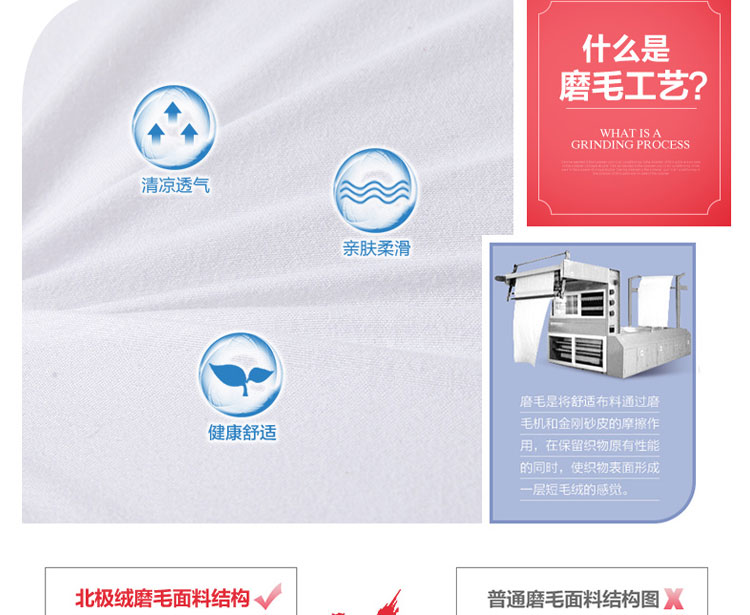 什么是
磨毛工艺?
WHAT IS A
GRINDING PROCESS
清凉透气
亲肤柔滑
健康舒适
磨毛是将舒适布料通过磨
毛机和金刚砂皮的摩擦作
用，在保留织物原有性能
的同时，使织物表面形成
一层短毛绒的感觉。
北极绒磨毛面料结构
普通磨毛面料结构图